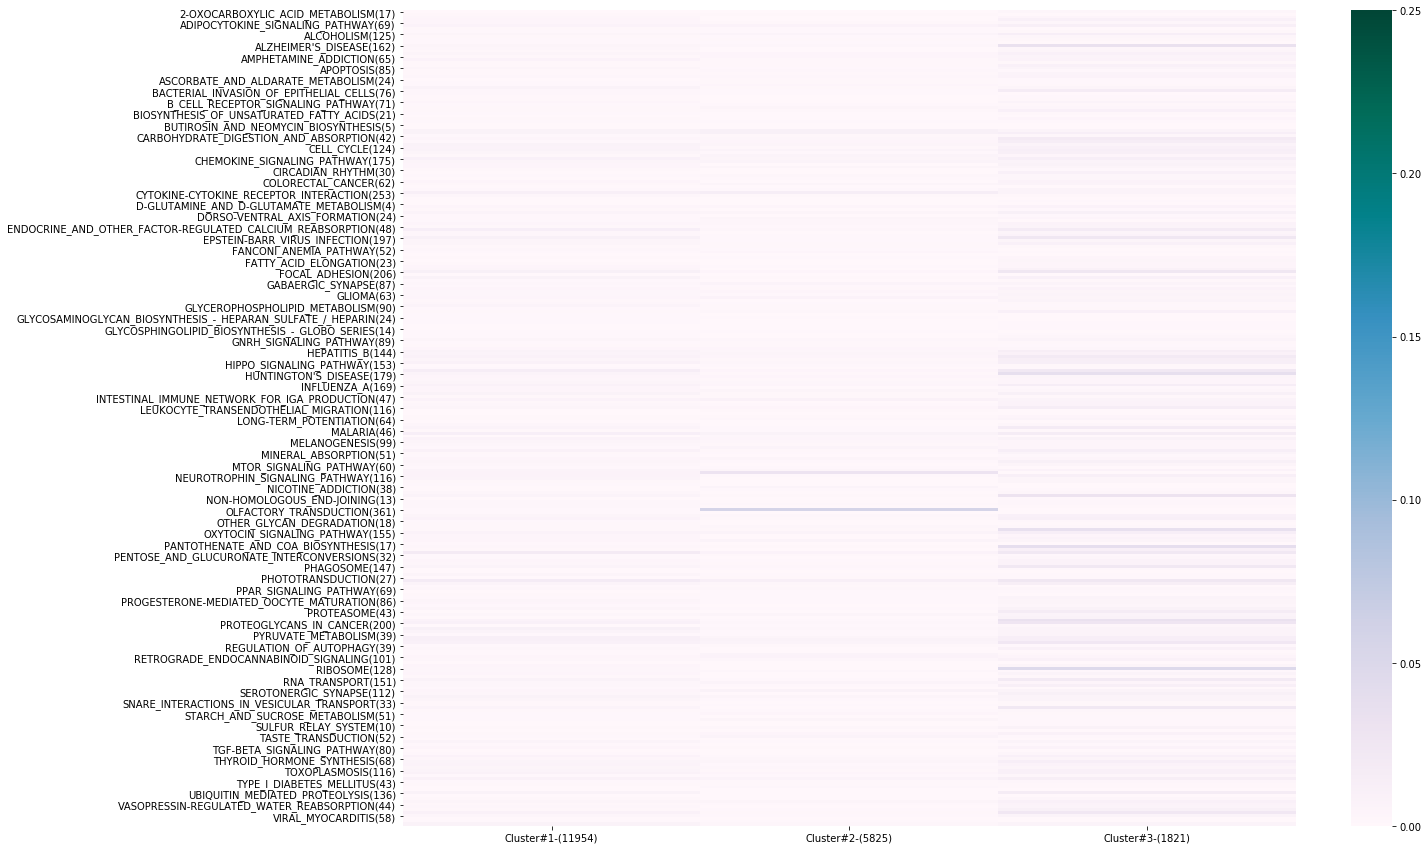 2-OXOCARBOXYLIC_ACID_METABOLISM(17)
ADIPOCYTOKINE_SIGNALING_PATHWAY(69)
ALCOHOLISM(125)
ALZHEIMER'S_DISEASE(162)
AMPHETAMINE_ADDICTION(65)
APOPTOSIS(85)
ASCORBATE_AND_ALDARATE_METABOLISM(24)
BACTERIAL_INVASION_OF_EPITHELIAL_CELLS(76)
B_CELL_RECEPTOR_SIGNALING_PATHWAY(71)
BIOSYNTHESIS_OF_UNSATURATED_FATTY_ACIDS(21)
BUTIROSIN_AND_NEOMYCIN_BIOSYNTHESIS(5)
CARBOHYDRATE_DIGESTION_AND_ABSORPTION(42)
CELL_CYCLE(124)
CHEMOKINE_SIGNALING_PATHWAY(175)
CIRCADIAN_RHYTHM(30)
COLORECTAL_CANCER(62)
CYTOKINE-CYTOKINE_RECEPTOR_INTERACTION(253)
D-GLUTAMINE_AND_D-GLUTAMATE_METABOLISM(4)
DORSO-VENTRAL_AXIS_FORMATION(24)
ENDOCRINE_AND_OTHER_FACTOR-REGULATED_CALCIUM_REABSORPTION(48)
EPSTEIN-BARR_VIRUS_INFECTION(197)
FANCONI_ANEMIA_PATHWAY(52)
FATTY_ACID_ELONGATION(23)
FOCAL_ADHESION(206)
GABAERGIC_SYNAPSE(87)
GLIOMA(63)
GLYCEROPHOSPHOLIPID_METABOLISM(90)
GLYCOSAMINOGLYCAN_BIOSYNTHESIS_-_HEPARAN_SULFATE_/_HEPARIN(24)
GLYCOSPHINGOLIPID_BIOSYNTHESIS_-_GLOBO_SERIES(14)
GNRH_SIGNALING_PATHWAY(89)
HEPATITIS_B(144)
HIPPO_SIGNALING_PATHWAY(153)
HUNTINGTON'S_DISEASE(179)
INFLUENZA_A(169)
INTESTINAL_IMMUNE_NETWORK_FOR_IGA_PRODUCTION(47)
LEUKOCYTE_TRANSENDOTHELIAL_MIGRATION(116)
LONG-TERM_POTENTIATION(64)
MALARIA(46)
MELANOGENESIS(99)
MINERAL_ABSORPTION(51)
MTOR_SIGNALING_PATHWAY(60)
NEUROTROPHIN_SIGNALING_PATHWAY(116)
NICOTINE_ADDICTION(38)
NON-HOMOLOGOUS_END-JOINING(13)
OLFACTORY_TRANSDUCTION(361)
OTHER_GLYCAN_DEGRADATION(18)
OXYTOCIN_SIGNALING_PATHWAY(155)
PANTOTHENATE_AND_COA_BIOSYNTHESIS(17)
PENTOSE_AND_GLUCURONATE_INTERCONVERSIONS(32)
PHAGOSOME(147)
PHOTOTRANSDUCTION(27)
PPAR_SIGNALING_PATHWAY(69)
PROGESTERONE-MEDIATED_OOCYTE_MATURATION(86)
PROTEASOME(43)
PROTEOGLYCANS_IN_CANCER(200)
PYRUVATE_METABOLISM(39)
REGULATION_OF_AUTOPHAGY(39)
RETROGRADE_ENDOCANNABINOID_SIGNALING(101)
RIBOSOME(128)
RNA_TRANSPORT(151)
SEROTONERGIC_SYNAPSE(112)
SNARE_INTERACTIONS_IN_VESICULAR_TRANSPORT(33)
STARCH_AND_SUCROSE_METABOLISM(51)
SULFUR_RELAY_SYSTEM(10)
TASTE_TRANSDUCTION(52)
TGF-BETA_SIGNALING_PATHWAY(80)
THYROID_HORMONE_SYNTHESIS(68)
TOXOPLASMOSIS(116)
TYPE_I_DIABETES_MELLITUS(43)
UBIQUITIN_MEDIATED_PROTEOLYSIS(136)
VASOPRESSIN-REGULATED_WATER_REABSORPTION(44)
VIRAL_MYOCARDITIS(58)
Cluster#1-(11954)
Cluster#2-(5825)
Cluster#3-(1821)
0.25
0.20
0.15
0.10
0.05
0.00